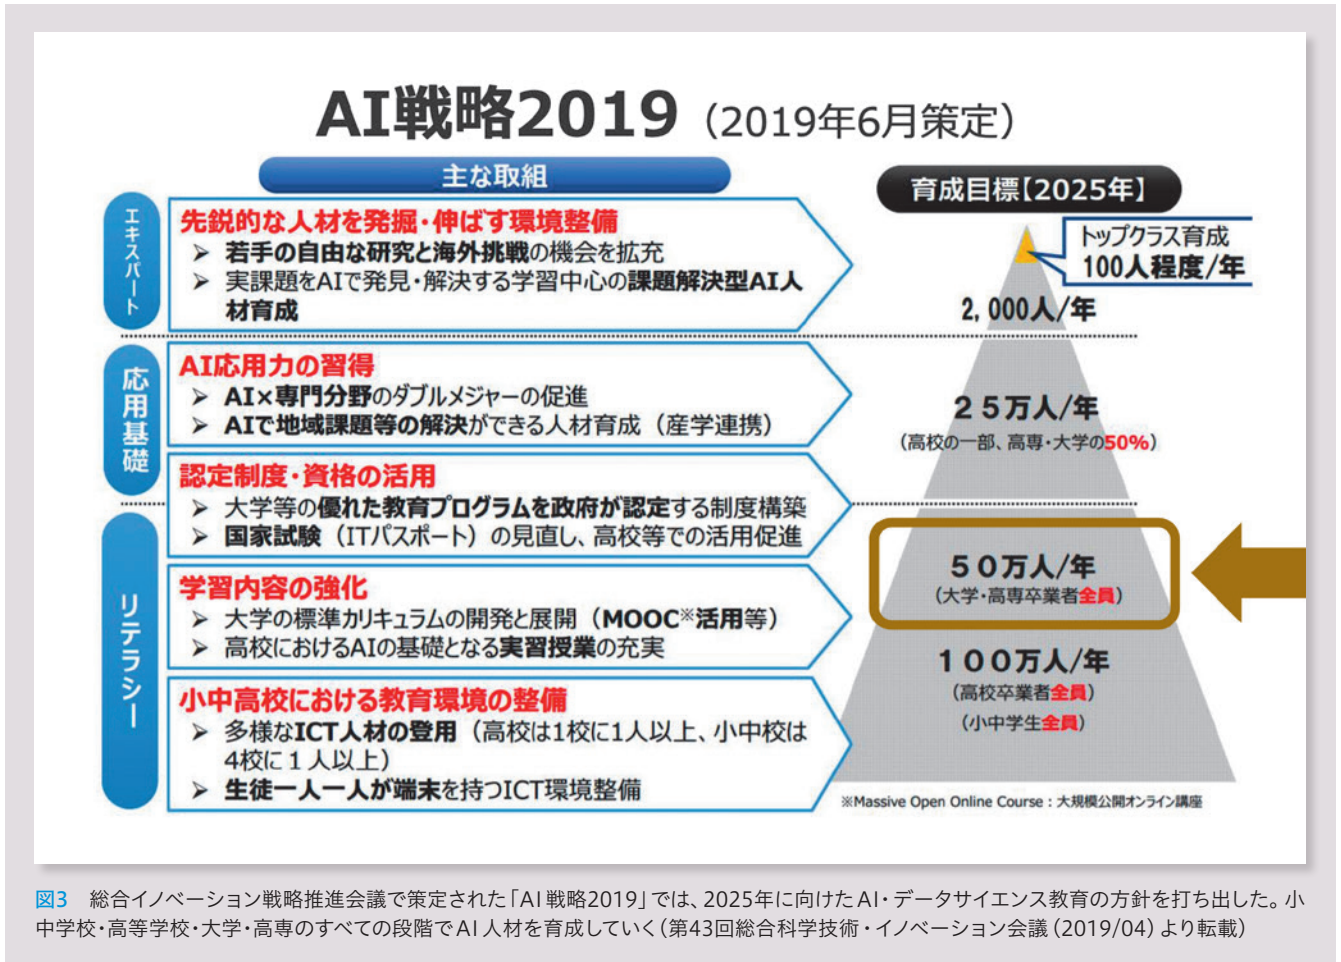 AI戦略2019（2019年6月策定）
主な取組
育成目標【2025年】
エキスパート
先鋭的な人材を発掘・伸ばす環境整備
➢ 若手の自由な研究と海外挑戦の機会を拡充
➢ 実課題をAIで発見・解決する学習中心の課題解決型AI人
材育成
トップクラス育成
100人程度/年
2,000人/年
応用基礎
AI応用力の習得
➢ AI×専門分野のダブルメジャーの促進
➢ AIで地域課題等の解決ができる人材育成（産学連携）
２５万人/年
（高校の一部、高専・大学の50%）
認定制度・資格の活用
➢ 大学等の優れた教育プログラムを政府が認定する制度構築
➢ 国家試験（ITパスポート）の見直し、高校等での活用促進
リテラシー
学習内容の強化
➢ 大学の標準カリキュラムの開発と展開（MOOC※活用等）
➢ 高校におけるAIの基礎となる実習授業の充実
５０万人/年
（大学・高専卒業者全員）
小中高校における教育環境の整備
➢ 多様なICT人材の登用（高校は1校に1人以上、小中校は
4校に１人以上）
➢ 生徒一人一人が端末を持つICT環境整備
１００万人/年
（高校卒業者全員）
（小中学生全員）
※Massive Open Online Course：大規模公開オンライン講座
図3　総合イノベーション戦略推進会議で策定された「AI戦略2019」では、2025年に向けたAI・データサイエンス教育の方針を打ち出した。小
中学校・高等学校・大学・高専のすべての段階でAI人材を育成していく（第43回総合科学技術・イノベーション会議（2019/04）より転載）